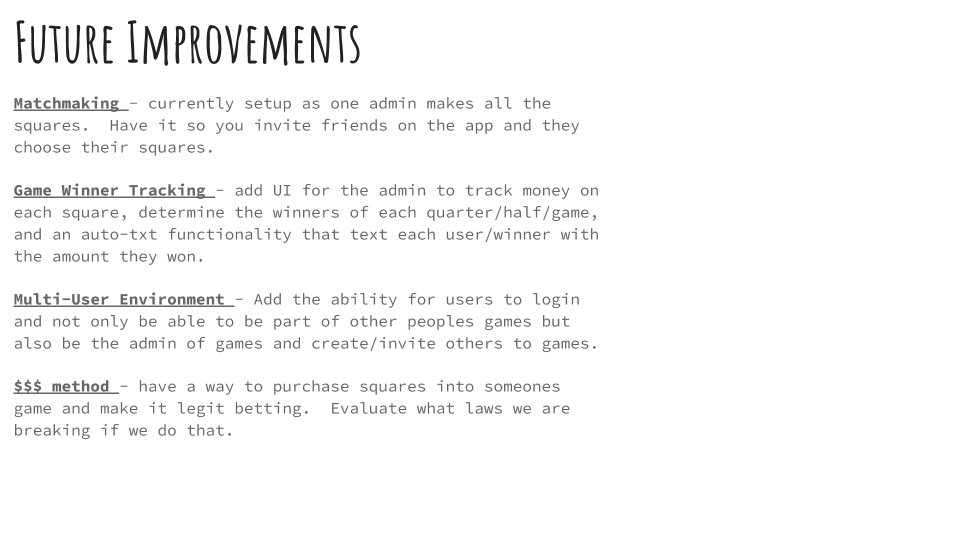 Future Improvements
Matchmaking - currently setup as one admin makes all the
squares.  Have it so you invite friends on the app and they
choose their squares.
Game Winner Tracking - add UI for the admin to track money on
each square, determine the winners of each quarter/half/game,
and an auto-txt functionality that text each user/winner with
the amount they won.
Multi-User Environment - Add the ability for users to login
and not only be able to be part of other peoples games but
also be the admin of games and create/invite others to games.
$$$ method - have a way to purchase squares into someones
game and make it legit betting.  Evaluate what laws we are
breaking if we do that.